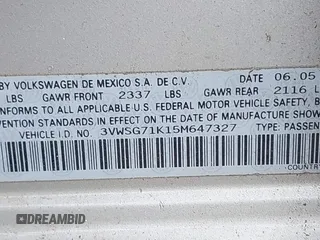 BY VOLKSWAGEN DE MEXICO S.A. DE C.V. DATE 06.05
LBS GAWR FRONT 2337 LBS GAWR REAR 2116 L
NFORMS TO ALL APPLICABLE U.S. FEDERAL MOTOR VEHICLE SAFETY, B
VENTION STANDARDS IN EFFECT ON THE DATE OF MANUFACTURE SHOWN
VEHICLE I.D. NO. 3VWSG71K15M647327 TYPE: PASSEN
DREAMBID